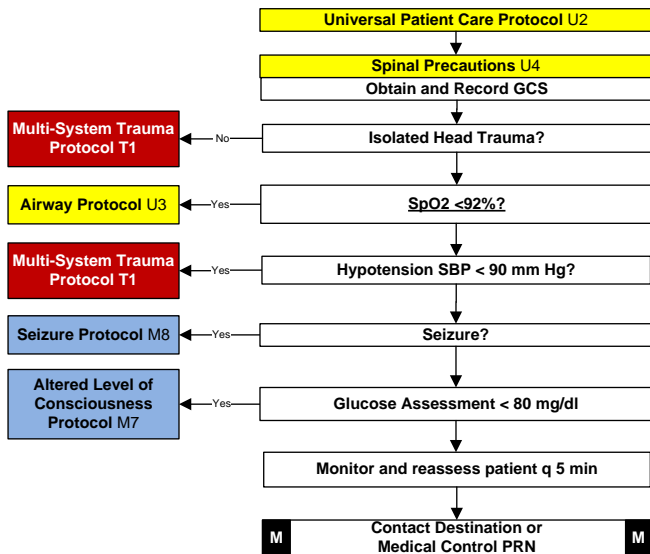 Universal Patient Care Protocol U2
Spinal Precautions U4
Obtain and Record GCS
Multi-System Trauma
Protocol T1
No
Isolated Head Trauma?
Airway Protocol U3
Yes
SpO2 <92%?
Multi-System Trauma
Protocol T1
Yes
Hypotension SBP < 90 mm Hg?
Seizure Protocol M8
Yes
Seizure?
Altered Level of
Consciousness
Protocol M7
Yes
Glucose Assessment < 80 mg/dl
Monitor and reassess patient q 5 min
M
Contact Destination or
Medical Control PRN
M